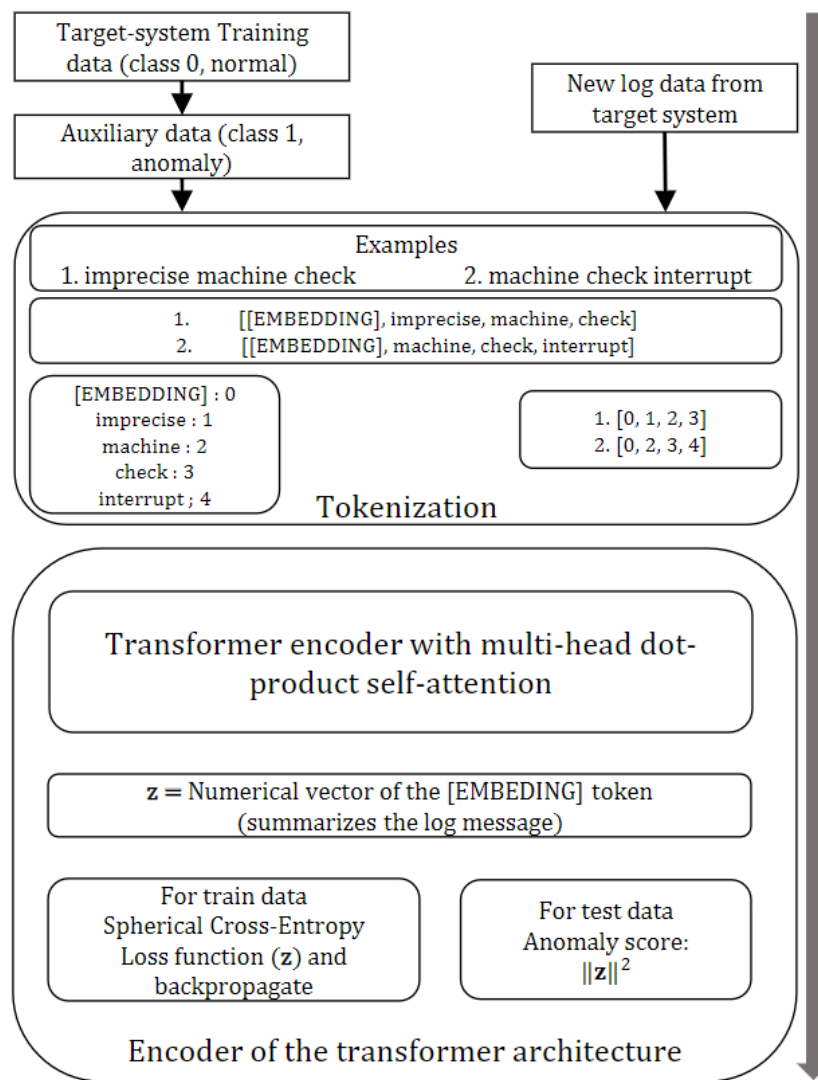 Target-system Training
data (class 0, normal)
Auxiliary data (class 1,
anomaly)
New log data from
target system
Examples
1. imprecise machine check
2. machine check interrupt
1. [[EMBEDDING], imprecise, machine, check]
2. [[EMBEDDING], machine, check, interrupt]
[EMBEDDING] : 0
imprecise : 1
machine : 2
check : 3
interrupt ; 4
1. [0, 1, 2, 3]
2. [0, 2, 3, 4]
Tokenization
Transformer encoder with multi-head dot-
product self-attention
z = Numerical vector of the [EMBEDING] token
(summarizes the log message)
For train data
Spherical Cross-Entropy
Loss function (z) and
backpropagate
For test data
Anomaly score:
‖z‖²
Encoder of the transformer architecture